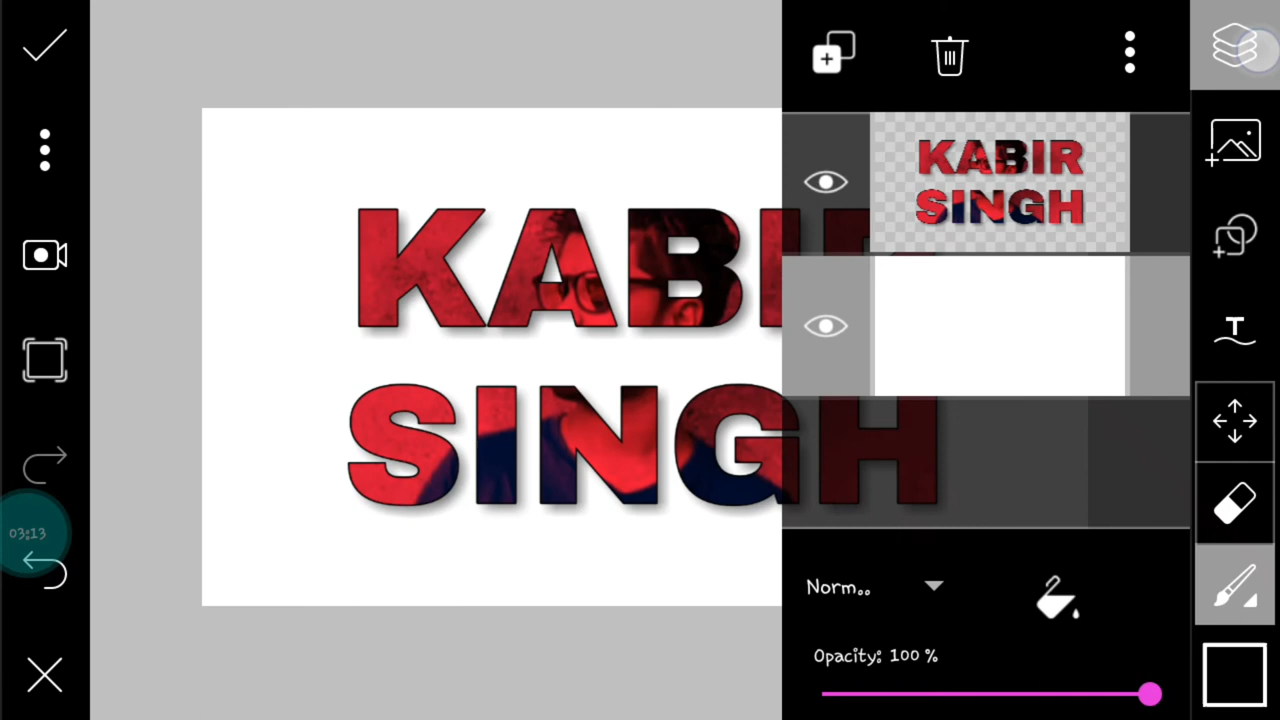 KABIR
SINGH
KABIR
SINGH
T
03:13
Norm..
Opacity: 100 %